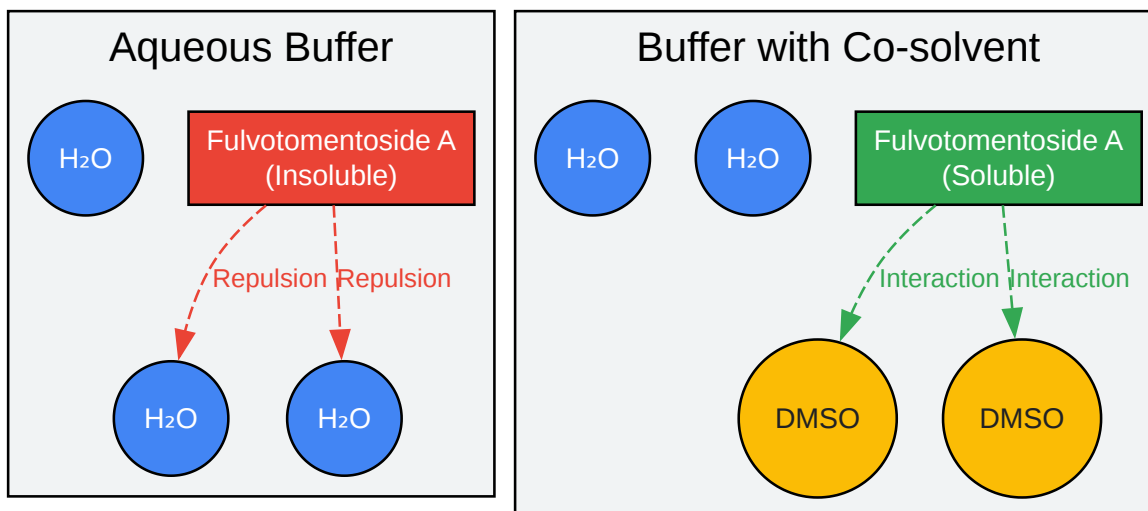 Aqueous Buffer
H₂O
Fulvotomentoside A
(Insoluble)
Repulsion
Repulsion
H₂O
H₂O
Buffer with Co-solvent
H₂O
H₂O
Fulvotomentoside A
(Soluble)
Interaction
Interaction
DMSO
DMSO